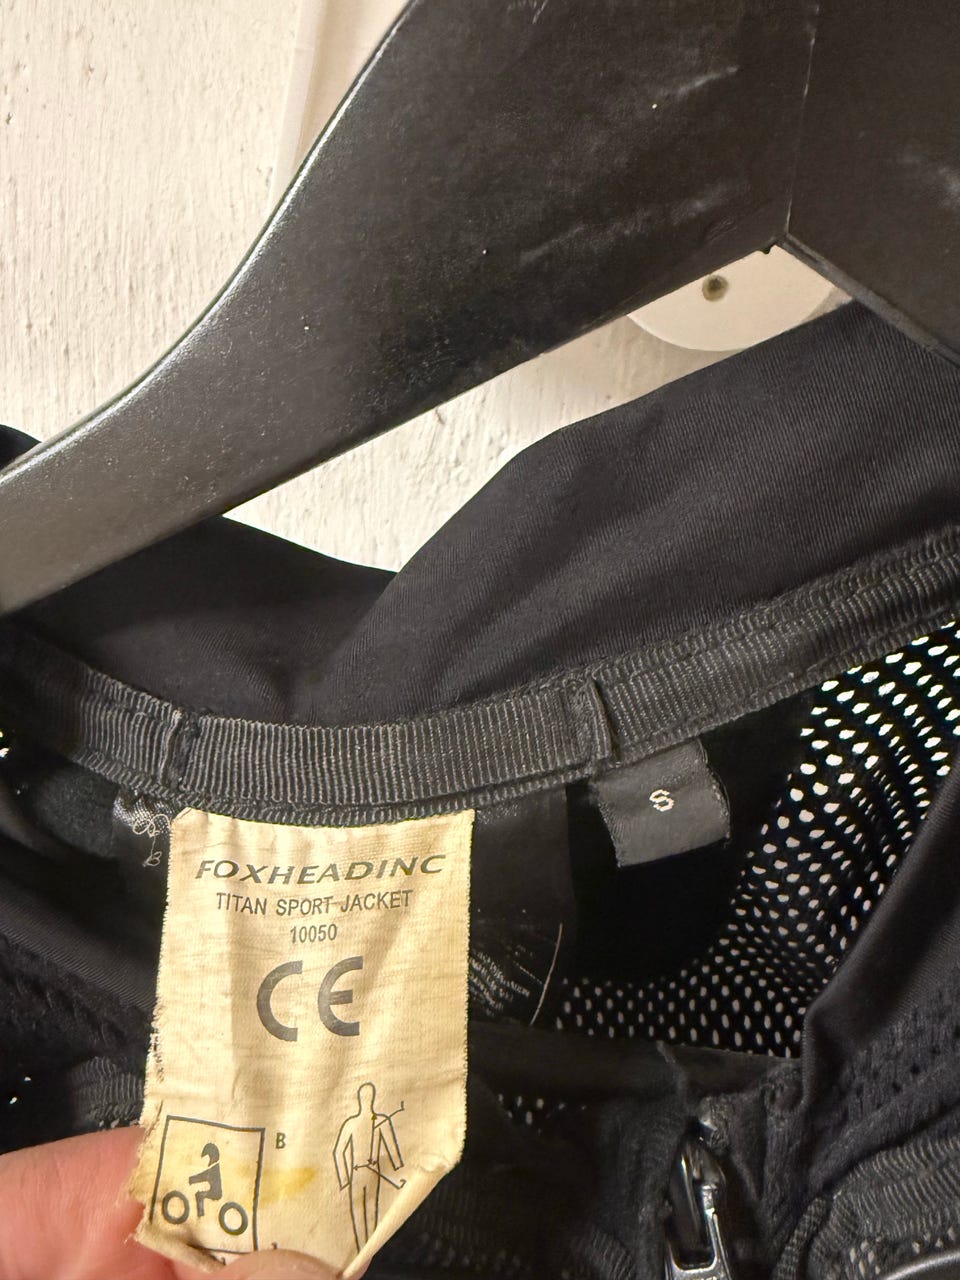 FOXHEADINC
TITAN SPORT JACKET
10050
CE
B
S